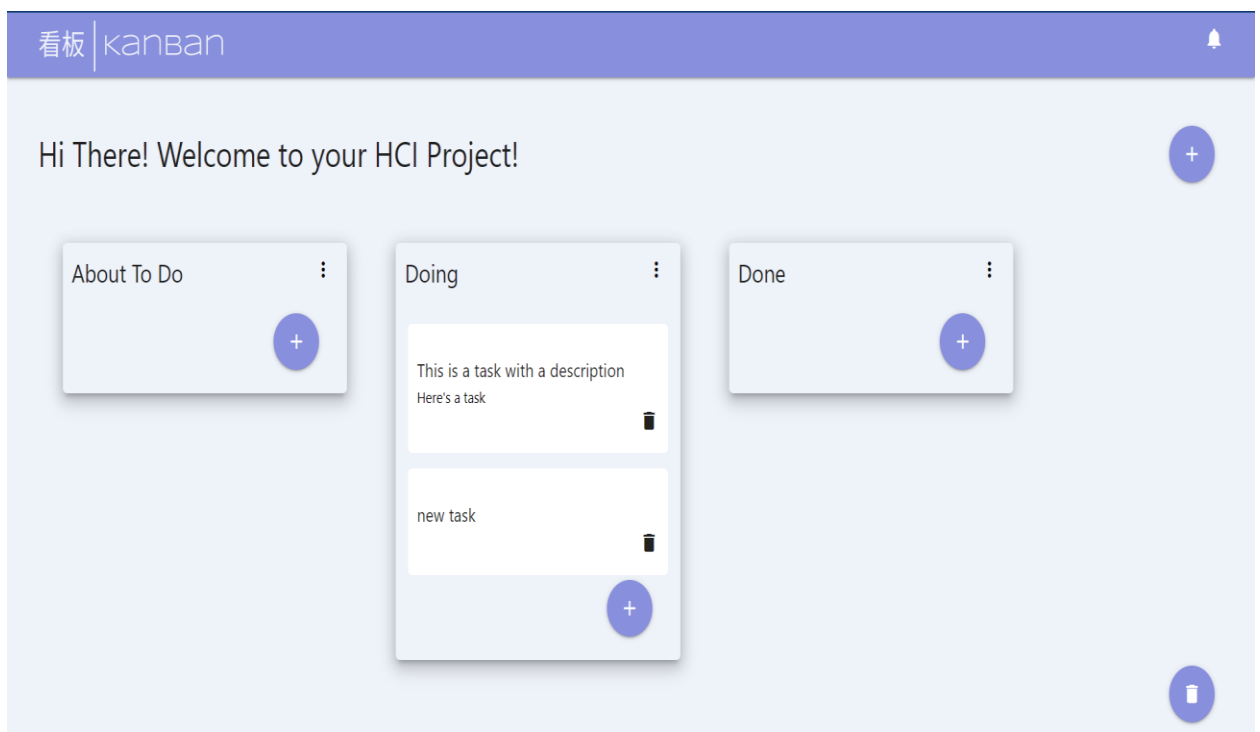 看板|KanBan
Hi There! Welcome to your HCI Project!
About To Do
Doing
This is a task with a description
Here's a task
new task
Done